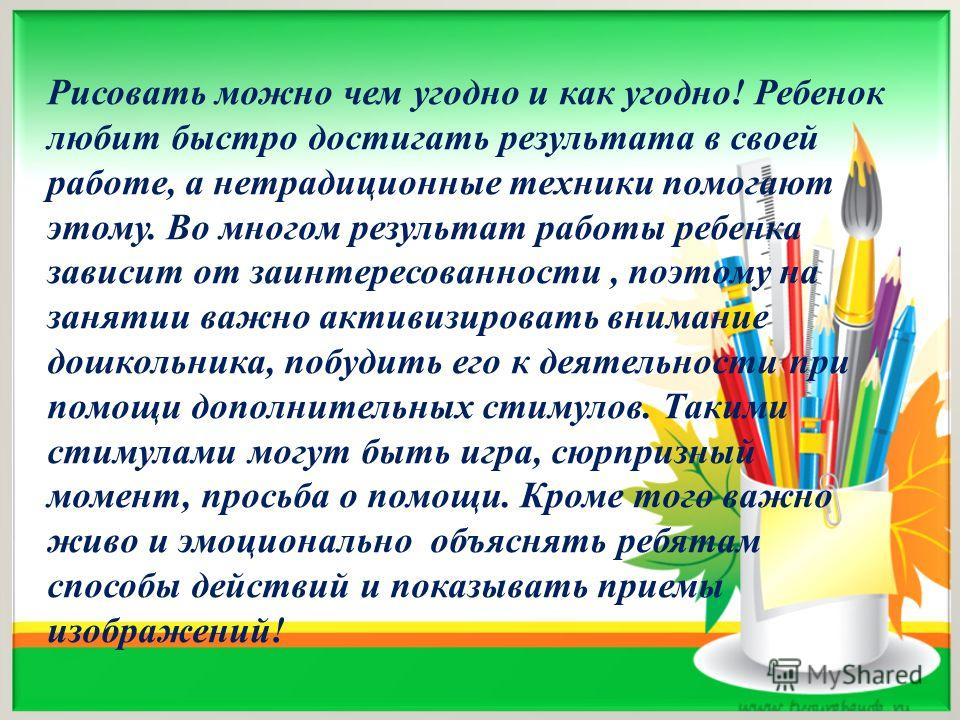 Рисовать можно чем угодно и как угодно! Ребенок
любит быстро достигать результата в своей
работе, а нетрадиционные техники помогают
этому. Во многом результат работы ребенка
зависит от заинтересованности , поэтому на
занятии важно активизировать внимание
дошкольника, побудить его к деятельности при
помощи дополнительных стимулов. Такими
стимулами могут быть игра, сюрпризный
момент, просьба о помощи. Кроме того важно
живо и эмоционально объяснять ребятам
способы действий и показывать приемы
изображений!
MyShared